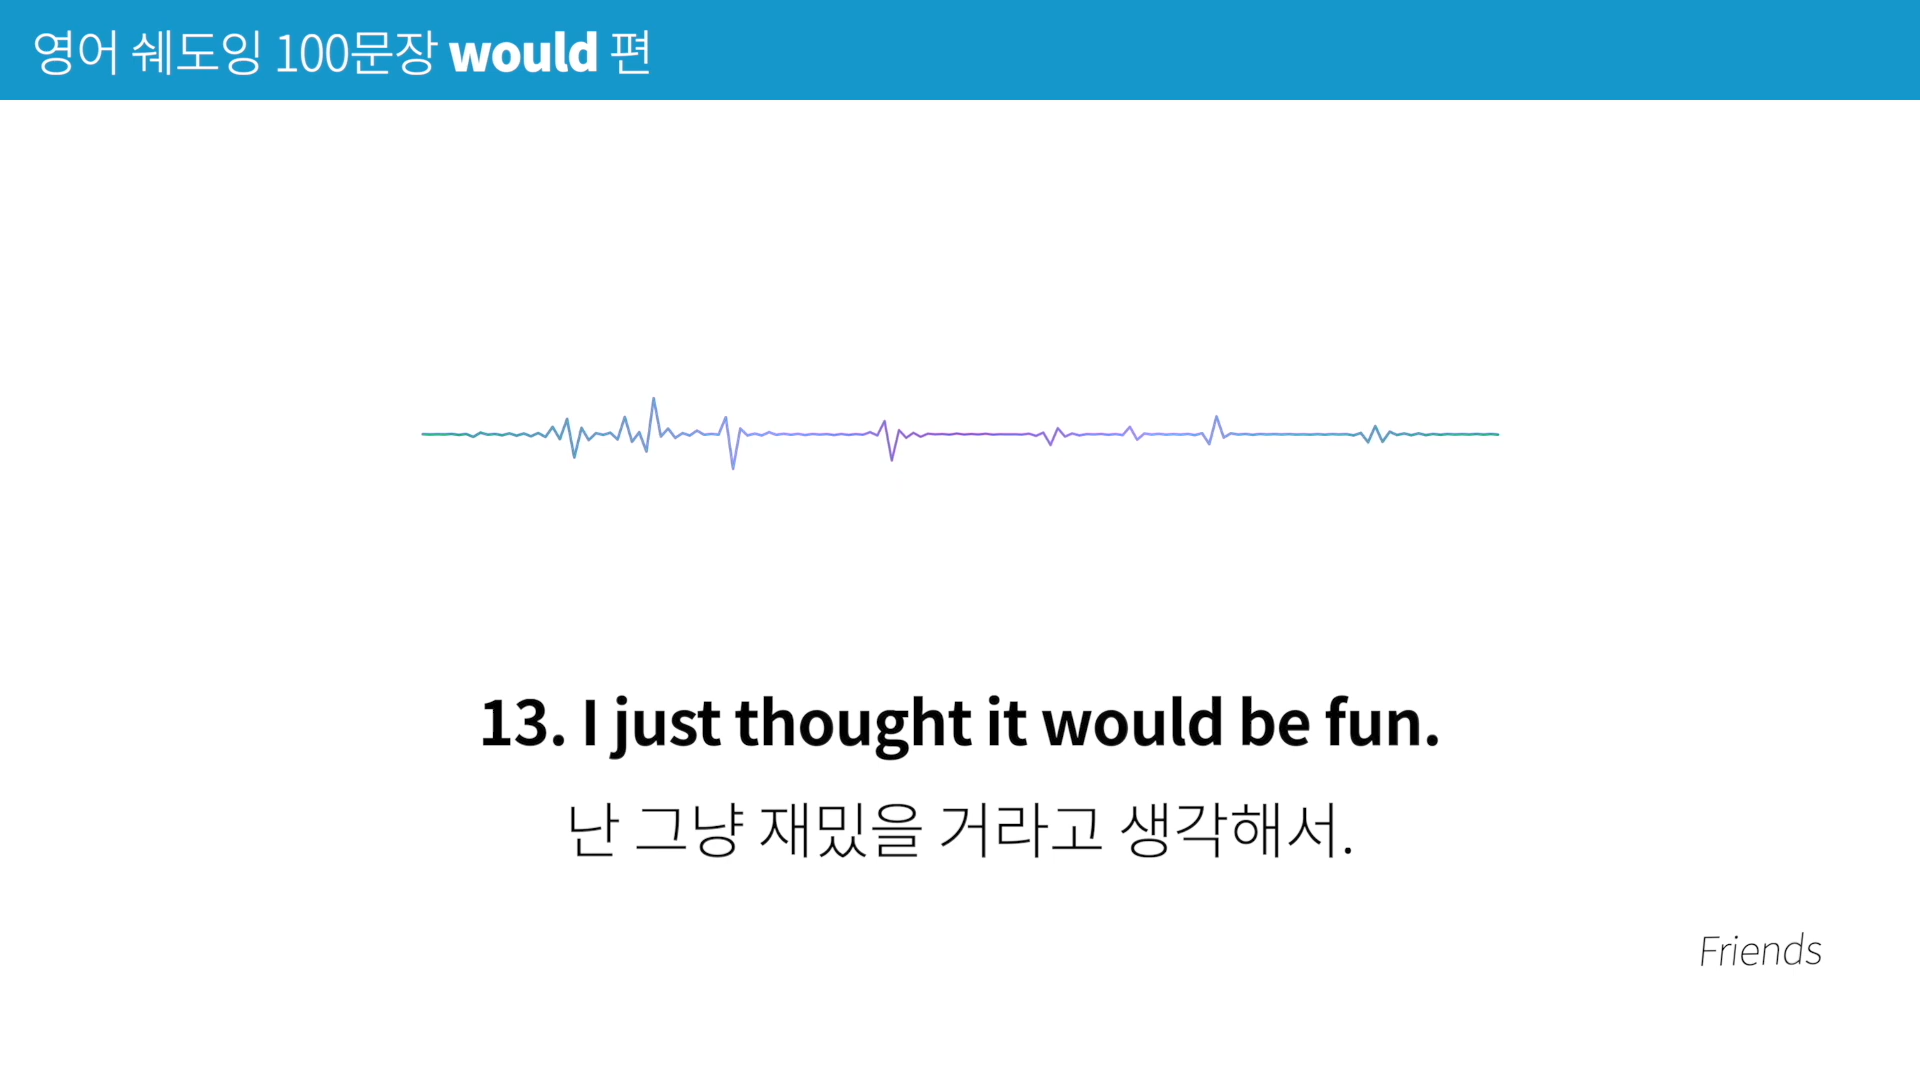 영어 쉐도잉 100문장 would 편
13. I just thought it would be fun.
난 그냥 재밌을 거라고 생각해서.
Friends